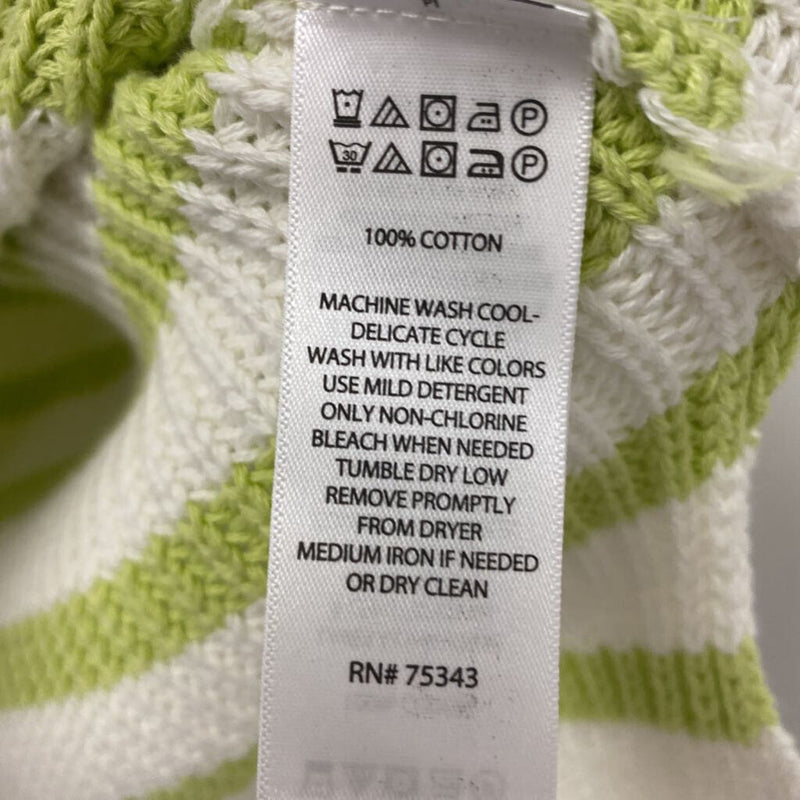 P
30 P
100% COTTON
MACHINE WASH COOL-
DELICATE CYCLE
WASH WITH LIKE COLORS
USE MILD DETERGENT
ONLY NON-CHLORINE
BLEACH WHEN NEEDED
TUMBLE DRY LOW
REMOVE PROMPTLY
FROM DRYER
MEDIUM IRON IF NEEDED
OR DRY CLEAN
RN# 75343